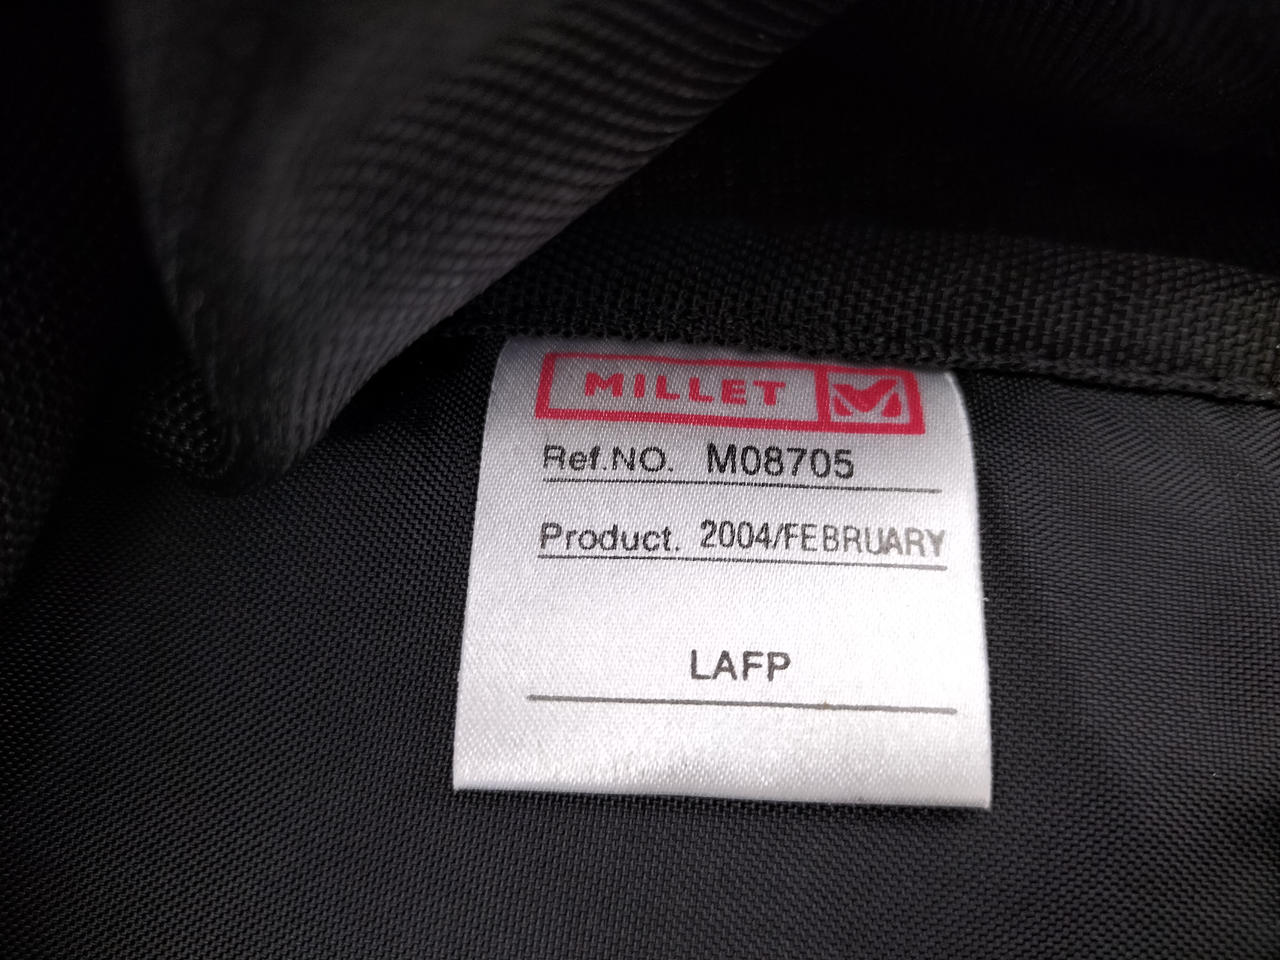 MILLET
Ref.NO. M08705
Product. 2004/FEBRUARY
LAFP